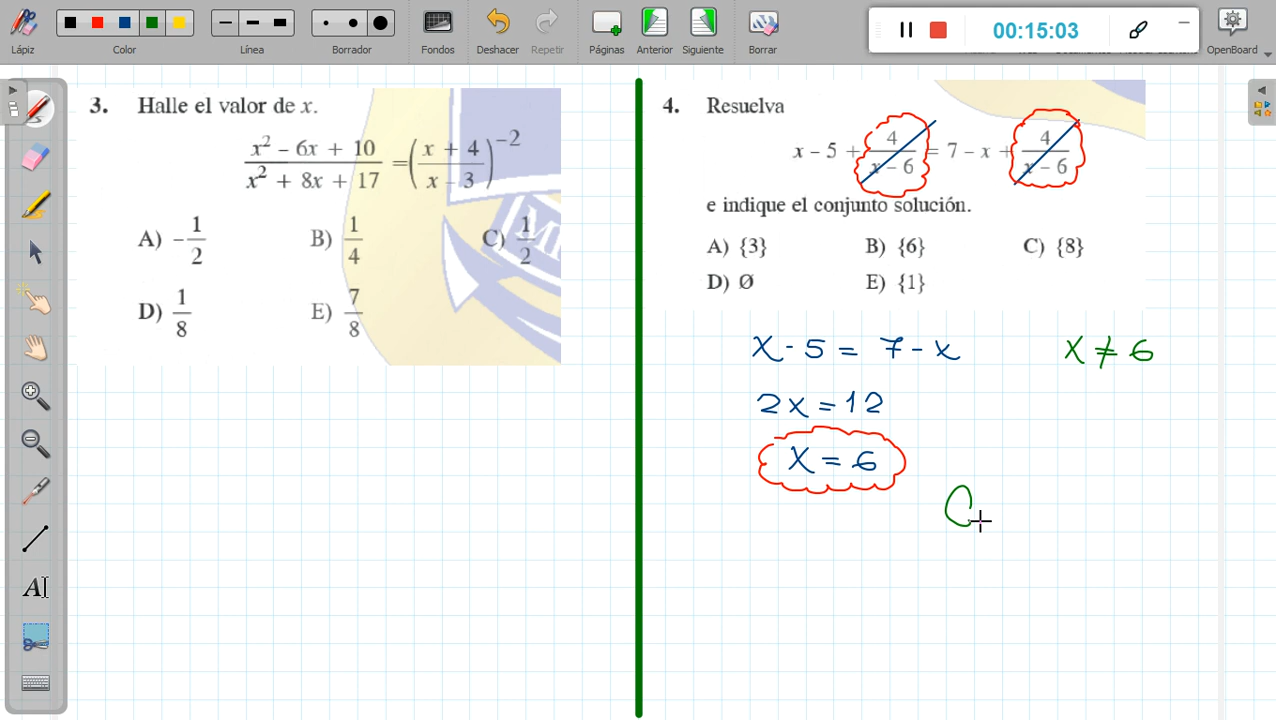 Lápiz Color Línea Borrador Fondos Deshacer Repetir Páginas Anterior Siguiente Borrar OpenBoard
00:15:03
3. Halle el valor de x.
x² – 6x + 10 / x² + 8x + 17 = (x + 4 / x – 3)⁻²
A) –1/2 B) 1/4 C) 1/2
D) 1/8 E) 7/8
4. Resuelva
x – 5 + 4/(x – 6) = 7 – x + 4/(x – 6)
e indique el conjunto solución.
A) {3} B) {6} C) {8}
D) Ø E) {1}
x - 5 = 7 - x x ≠ 6
2x = 12
x = 6
AI